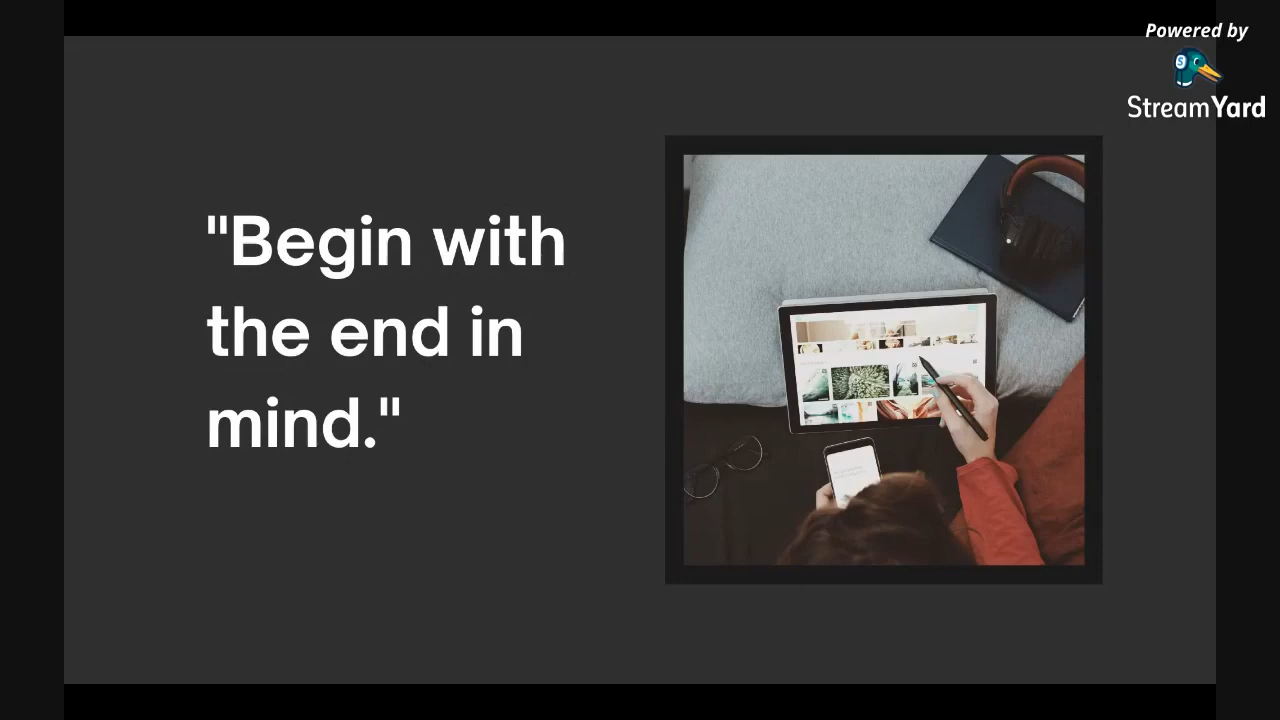 "Begin with
the end in
mind."
Powered by
StreamYard